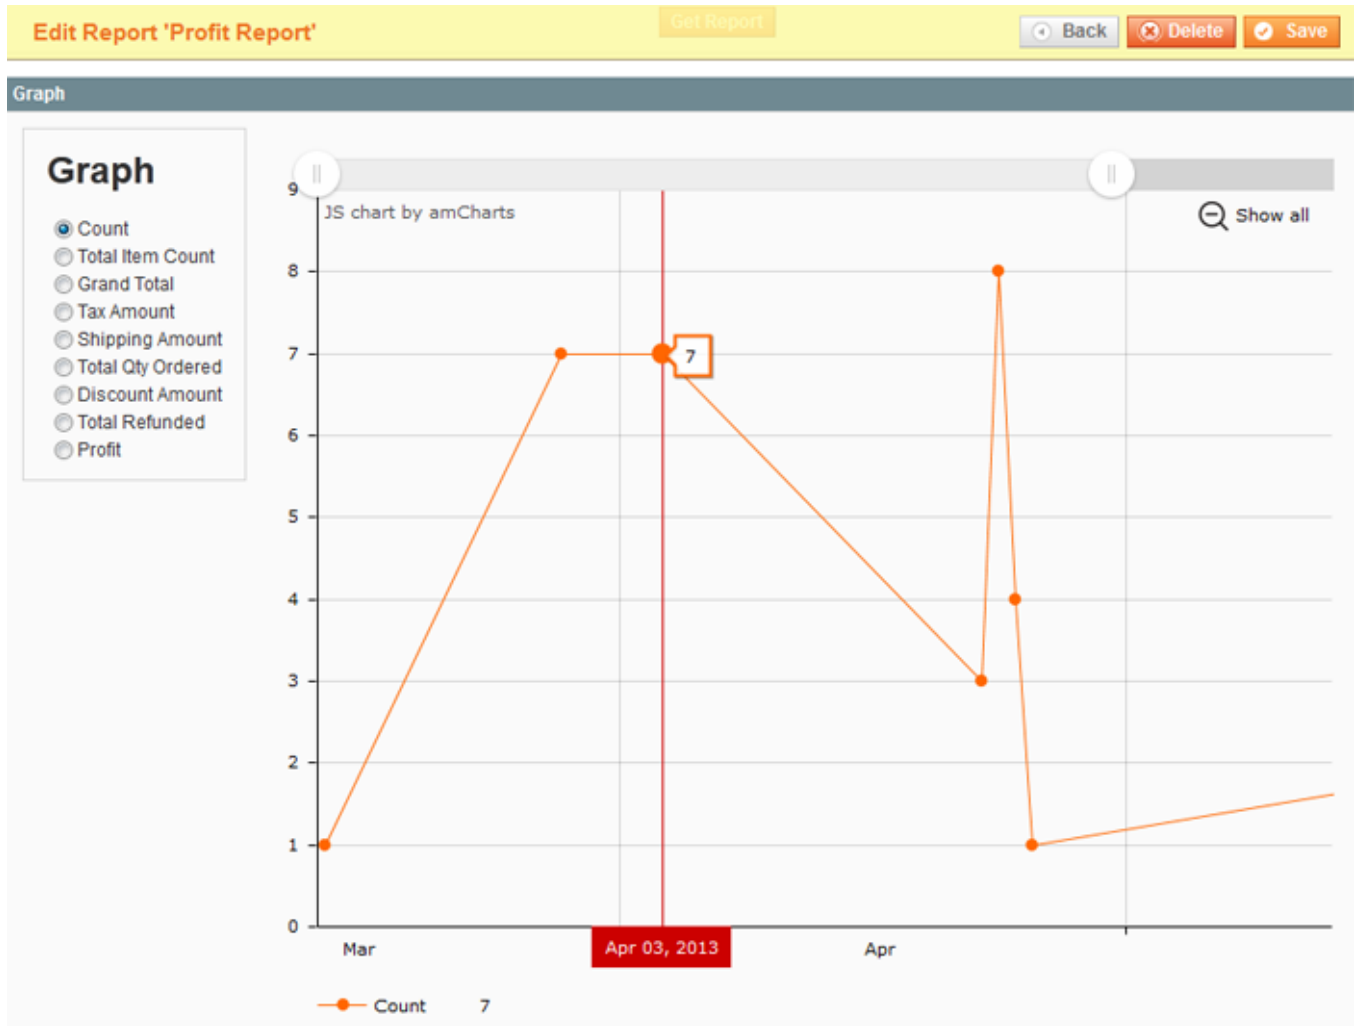 Edit Report 'Profit Report'
Get Report
Back
Delete
Save
Graph
Graph
Count
Total Item Count
Grand Total
Tax Amount
Shipping Amount
Total Qty Ordered
Discount Amount
Total Refunded
Profit
JS chart by amCharts
Show all
9
8
7
6
5
4
3
2
1
0
7
Mar
Apr 03, 2013
Apr
Count 7